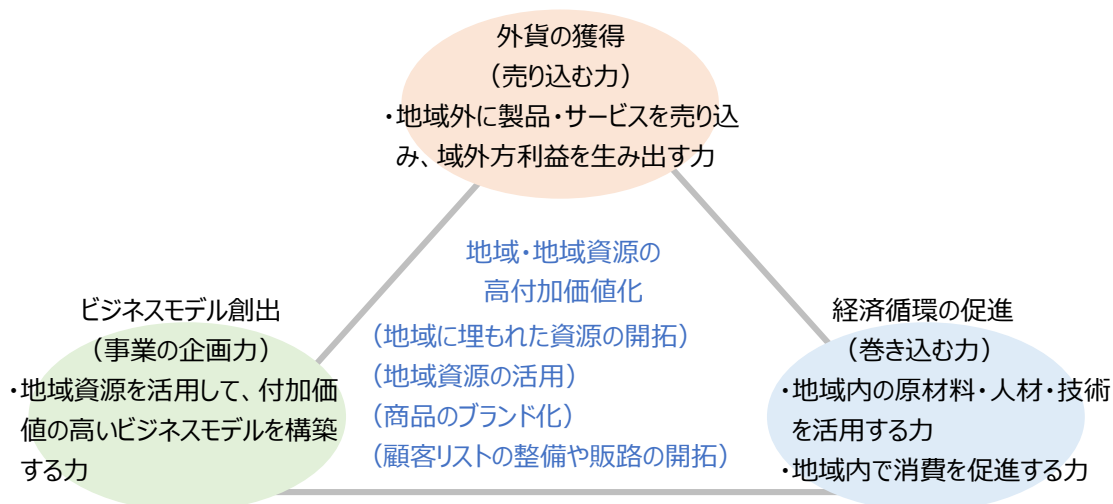 外貨の獲得
（売り込む力）
・地域外に製品・サービスを売り込
み、域外方利益を生み出す力
地域・地域資源の
高付加価値化
（地域に埋もれた資源の開拓）
（地域資源の活用）
（商品のブランド化）
（顧客リストの整備や販路の開拓）
ビジネスモデル創出
（事業の企画力）
・地域資源を活用して、付加価
値の高いビジネスモデルを構築
する力
経済循環の促進
（巻き込む力）
・地域内の原材料・人材・技術
を活用する力
・地域内で消費を促進する力